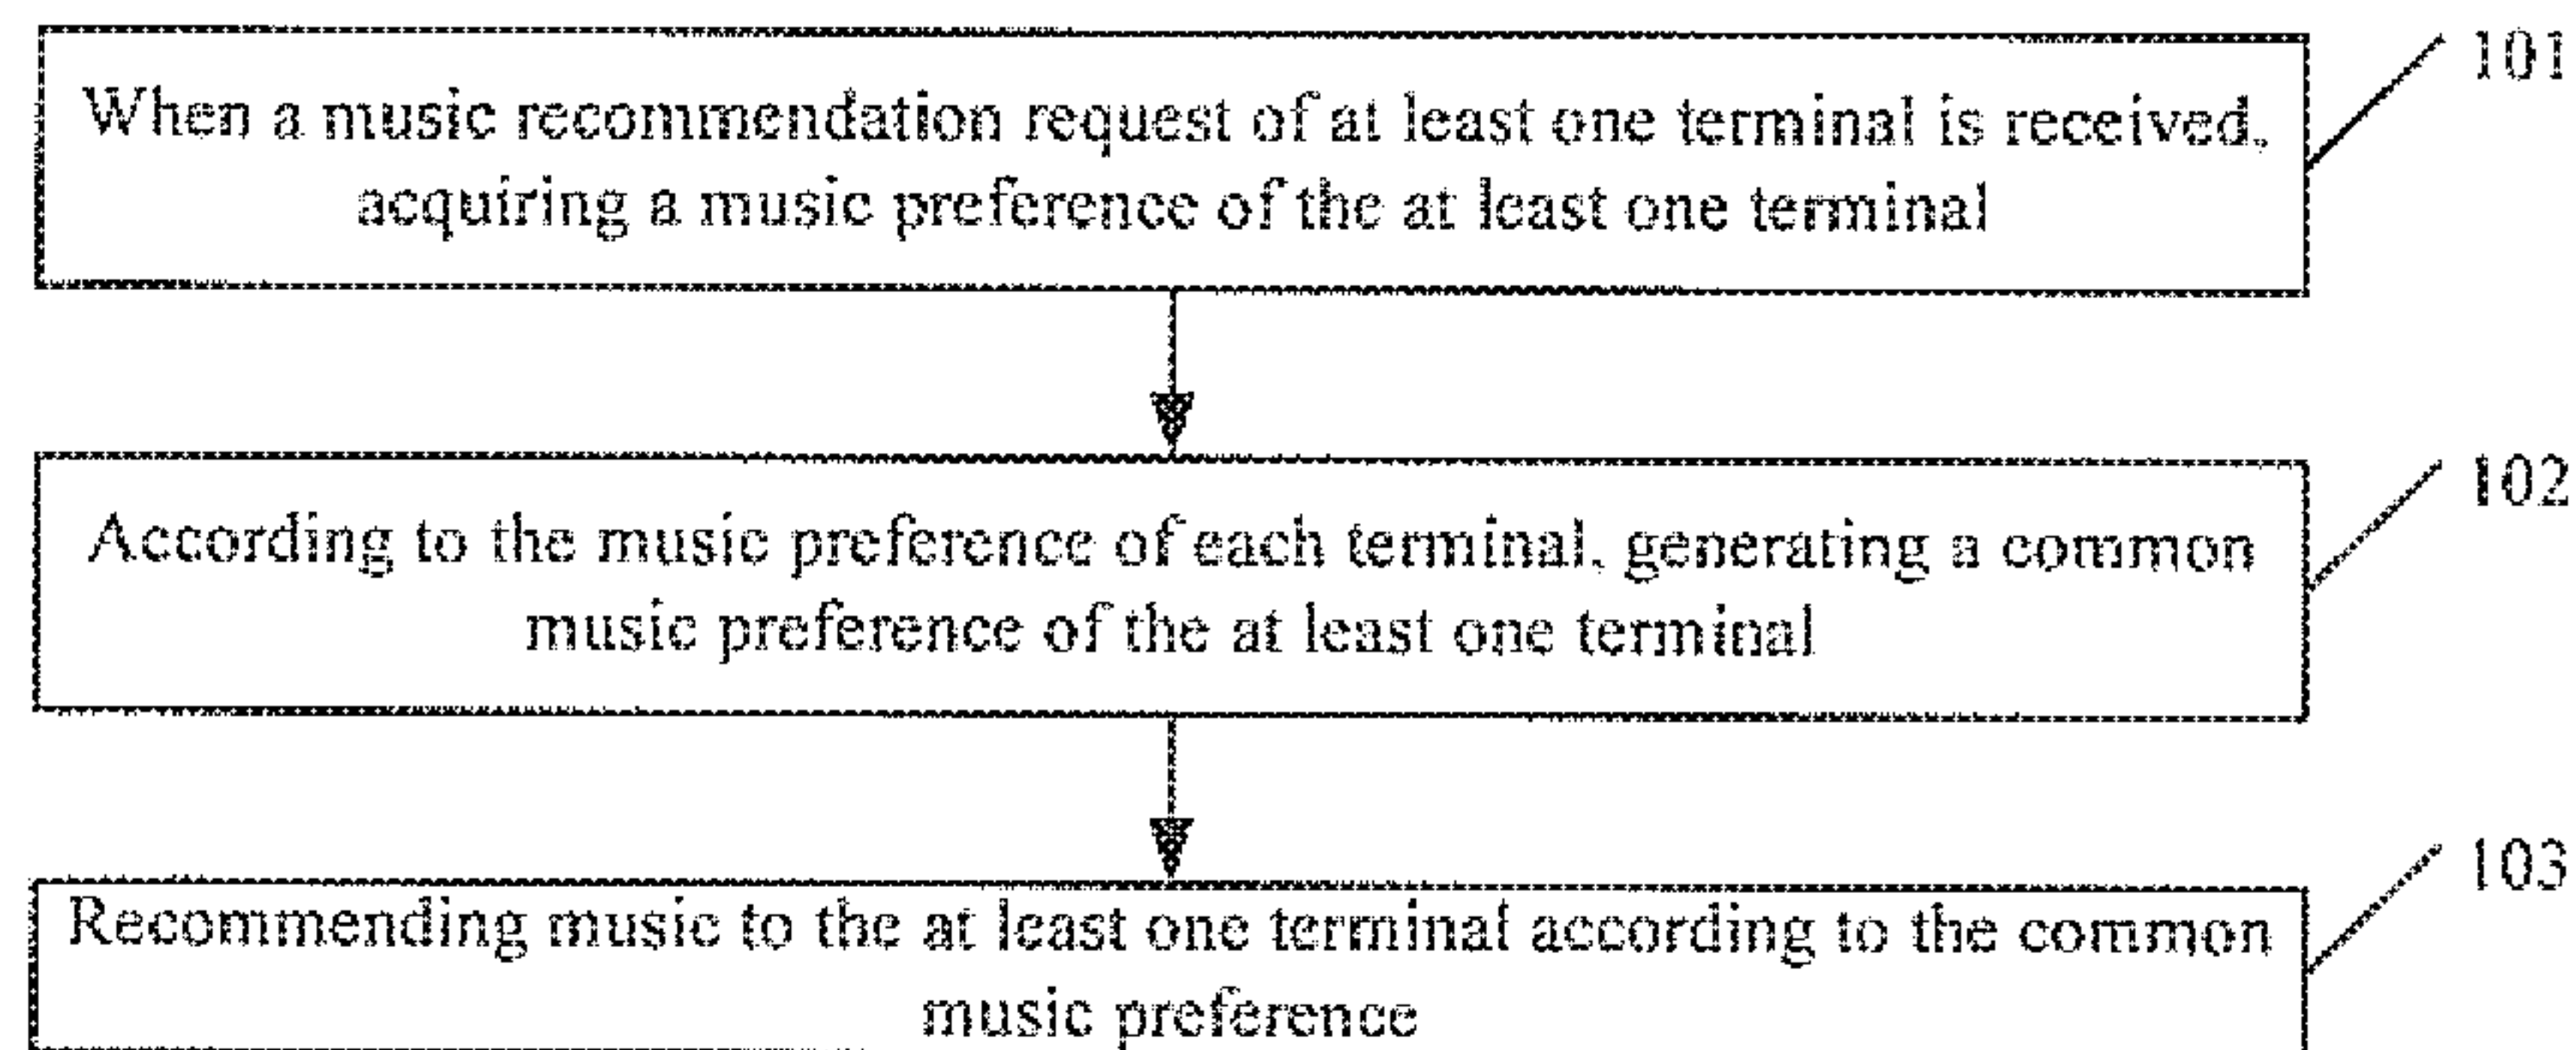 When a music recommendation request of at least one terminal is received,
acquiring a music preference of the at least one terminal
101
According to the music preference of each terminal, generating a common
music preference of the at least one terminal
102
Recommending music to the at least one terminal according to the common
music preference
103